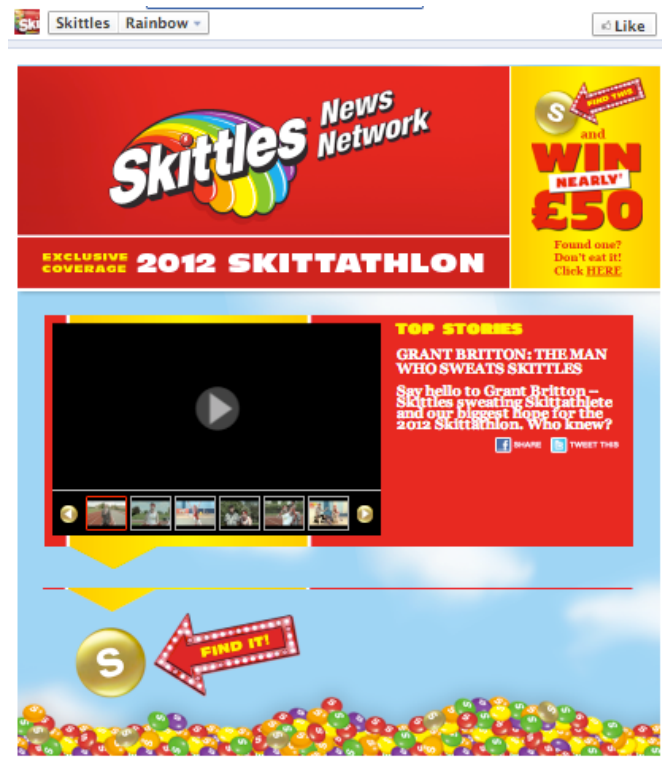 Ski
Skittles Rainbow
Like
Skittles News
Network
S
FIND THIS
and
WIN
NEARLY*
£50
Found one?
Don't eat it!
Click HERE
EXCLUSIVE
COVERAGE 2012 SKITTATHLON
TOP STORIES
GRANT BRITTON: THE MAN
WHO SWEATS SKITTLES
Say hello to Grant Britton –
Skittles sweating Skittathlete
and our biggest hope for the
2012 Skittathlon. Who knew?
f SHARE TWEET THIS
S
FIND IT!